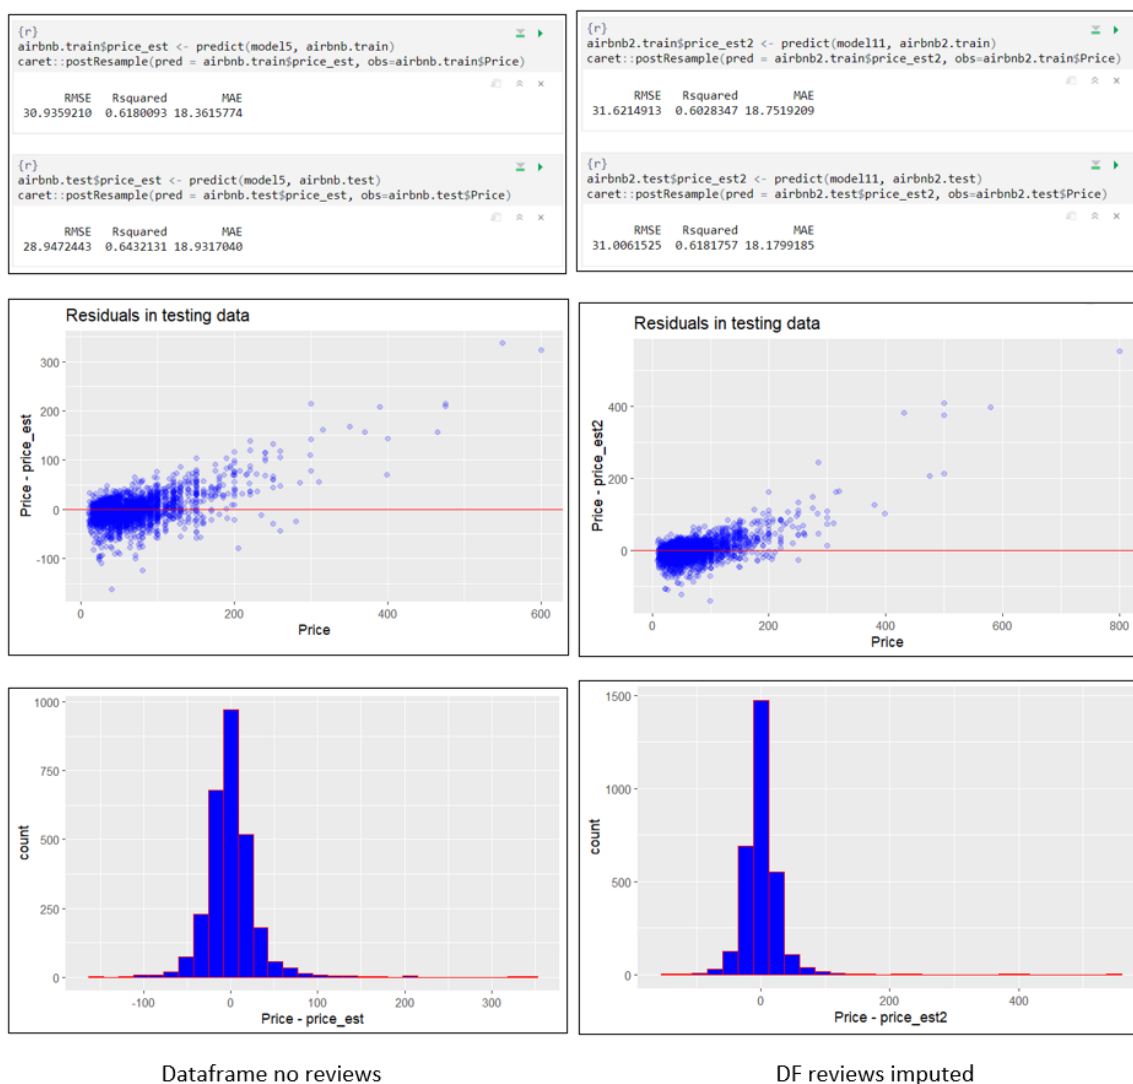 {r}
airbnb.train$price_est <- predict(model5, airbnb.train)
caret::postResample(pred = airbnb.train$price_est, obs=airbnb.train$Price)
RMSE Rsquared MAE
30.9359210 0.6180093 18.3615774
{r}
airbnb.test$price_est <- predict(model5, airbnb.test)
caret::postResample(pred = airbnb.test$price_est, obs=airbnb.test$Price)
RMSE Rsquared MAE
28.9472443 0.6432131 18.9317040
{r}
airbnb2.train$price_est2 <- predict(model11, airbnb2.train)
caret::postResample(pred = airbnb2.train$price_est2, obs=airbnb2.train$Price)
RMSE Rsquared MAE
31.6214913 0.6028347 18.7519209
{r}
airbnb2.test$price_est2 <- predict(model11, airbnb2.test)
caret::postResample(pred = airbnb2.test$price_est2, obs=airbnb2.test$Price)
RMSE Rsquared MAE
31.0061525 0.6181757 18.1799185
Residuals in testing data
Price - price_est
300
200
100
0
-100
0 200 400 600
Price
Residuals in testing data
Price - price_est2
400
200
0
0 200 400 600 800
Price
count
1000
750
500
250
0
-100 0 100 200 300
Price - price_est
count
1500
1000
500
0
0 200 400
Price - price_est2
Dataframe no reviews
DF reviews imputed